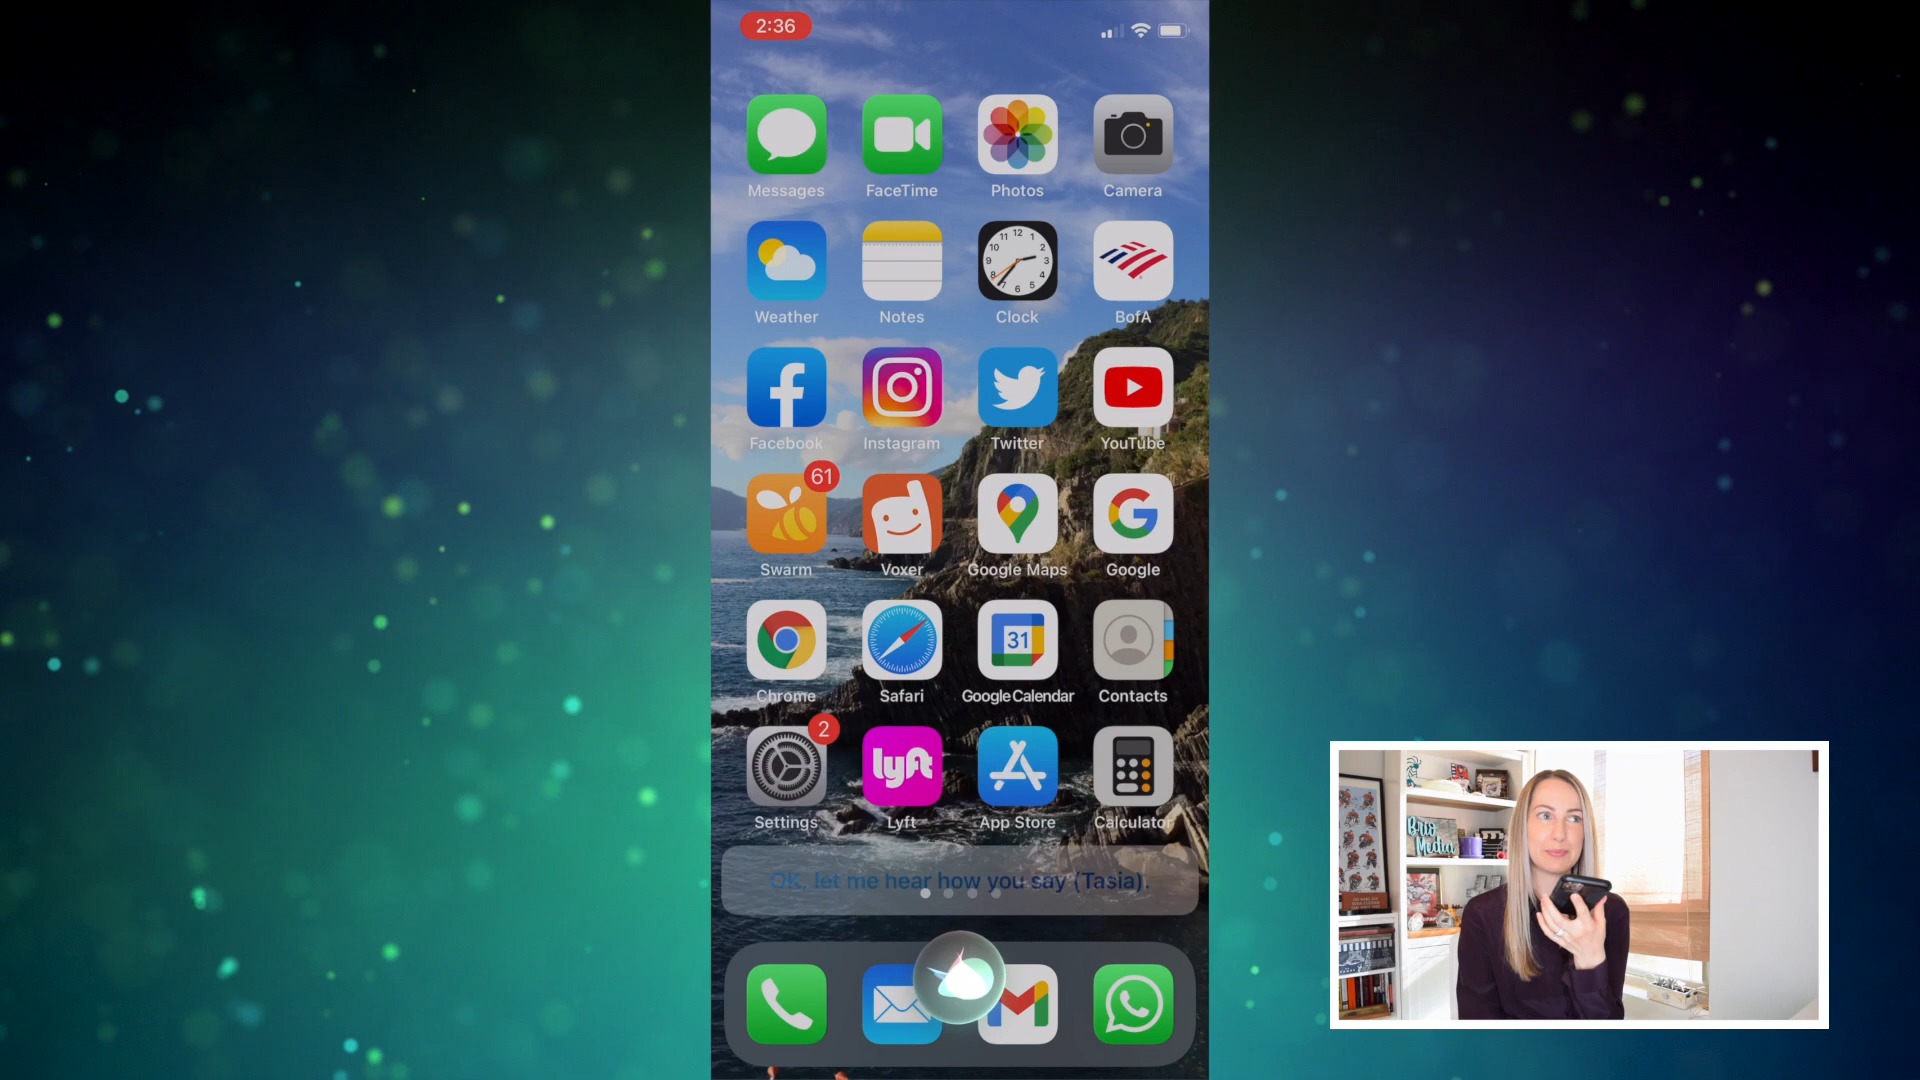 2:36
Messages FaceTime Photos Camera
Weather Notes Clock BofA
Facebook Instagram Twitter YouTube
61
Swarm Voxer Google Maps Google
31
Chrome Safari Google Calendar Contacts
2
lyft
Settings Lyft App Store Calculator
OK, let me hear how you say (Tasia).
Brio
Media